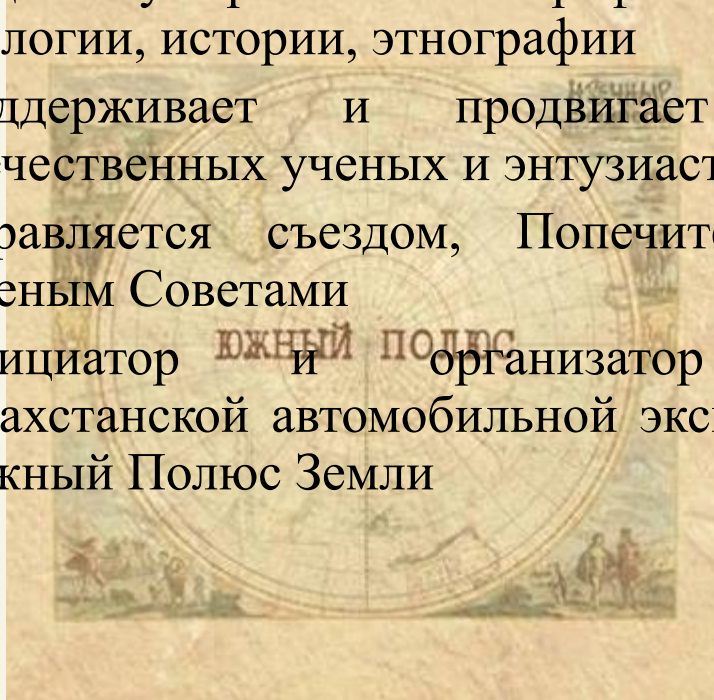 логии, истории, этнографии
ддерживает и продвигает
чественных ученых и энтузиаст
равляется съездом, Попечит
еным Советами
ЮЖНЫЙ ПОЛЮС
ициатор и организатор
ахстанской автомобильной экс
жный Полюс Земли